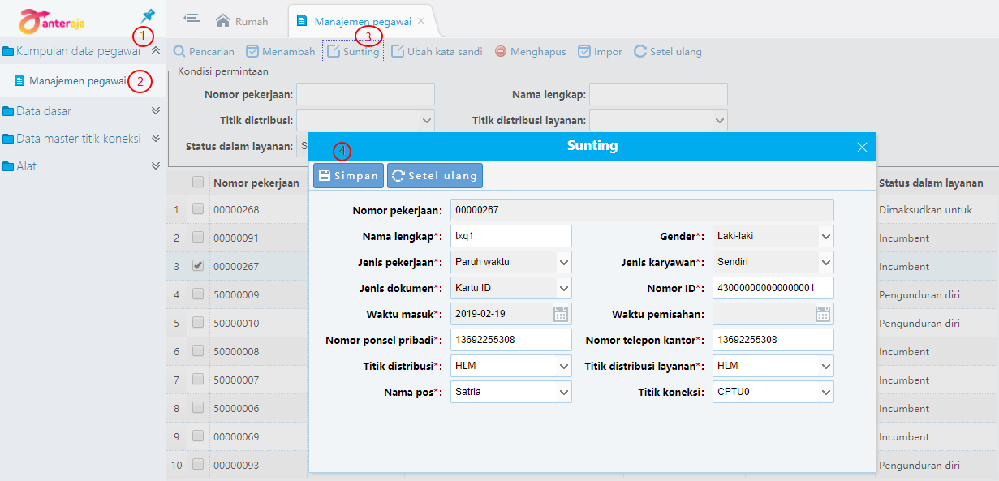 anteraja
1
Kumpulan data pegawai
Manajemen pegawai 2
Data dasar
Data master titik koneksi
Alat
Rumah Manajemen pegawai ×
3
Pencarian Menambah Sunting Ubah kata sandi Menghapus Impor Setel ulang
Kondisi permintaan
Nomor pekerjaan: Nama lengkap:
Titik distribusi: Titik distribusi layanan:
Status dalam layanan: S
Nomor pekerjaan Status dalam layanan
1 00000268 Dimaksudkan untuk
2 00000091 Incumbent
3 00000267 Incumbent
4 50000009 Pengunduran diri
5 50000010 Pengunduran diri
6 50000008 Incumbent
7 50000007 Incumbent
8 50000006 Incumbent
9 00000069 Incumbent
10 00000093 Pengunduran diri
4
Sunting
Simpan Setel ulang
Nomor pekerjaan: 00000267
Nama lengkap*: txq1 Gender*: Laki-laki
Jenis pekerjaan*: Paruh waktu Jenis karyawan*: Sendiri
Jenis dokumen*: Kartu ID Nomor ID*: 430000000000000001
Waktu masuk*: 2019-02-19 Waktu pemisahan:
Nomor ponsel pribadi*: 13692255308 Nomor telepon kantor*: 13692255308
Titik distribusi*: HLM Titik distribusi layanan*: HLM
Nama pos*: Satria Titik koneksi: CPTU0